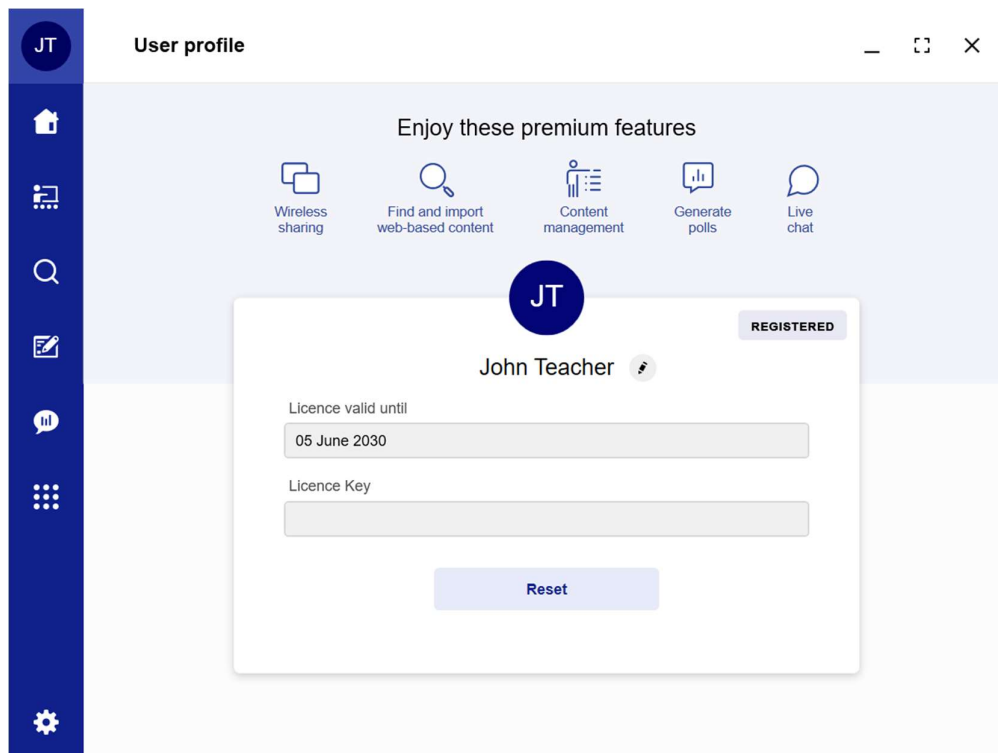 JT
User profile
Enjoy these premium features
Wireless
sharing
Find and import
web-based content
Content
management
Generate
polls
Live
chat
JT
REGISTERED
John Teacher
Licence valid until
05 June 2030
Licence Key
Reset